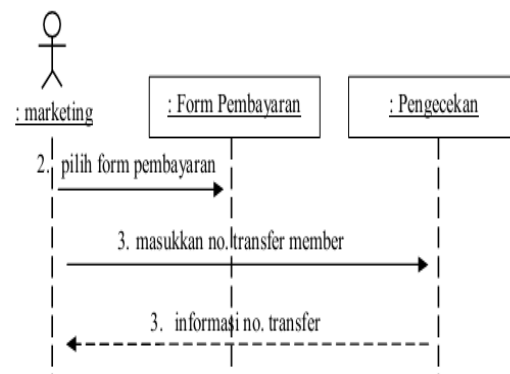 : marketing
: Form Pembayaran
: Pengecekan
2. pilih form pembayaran
3. masukkan no. transfer member
3. informasi no. transfer